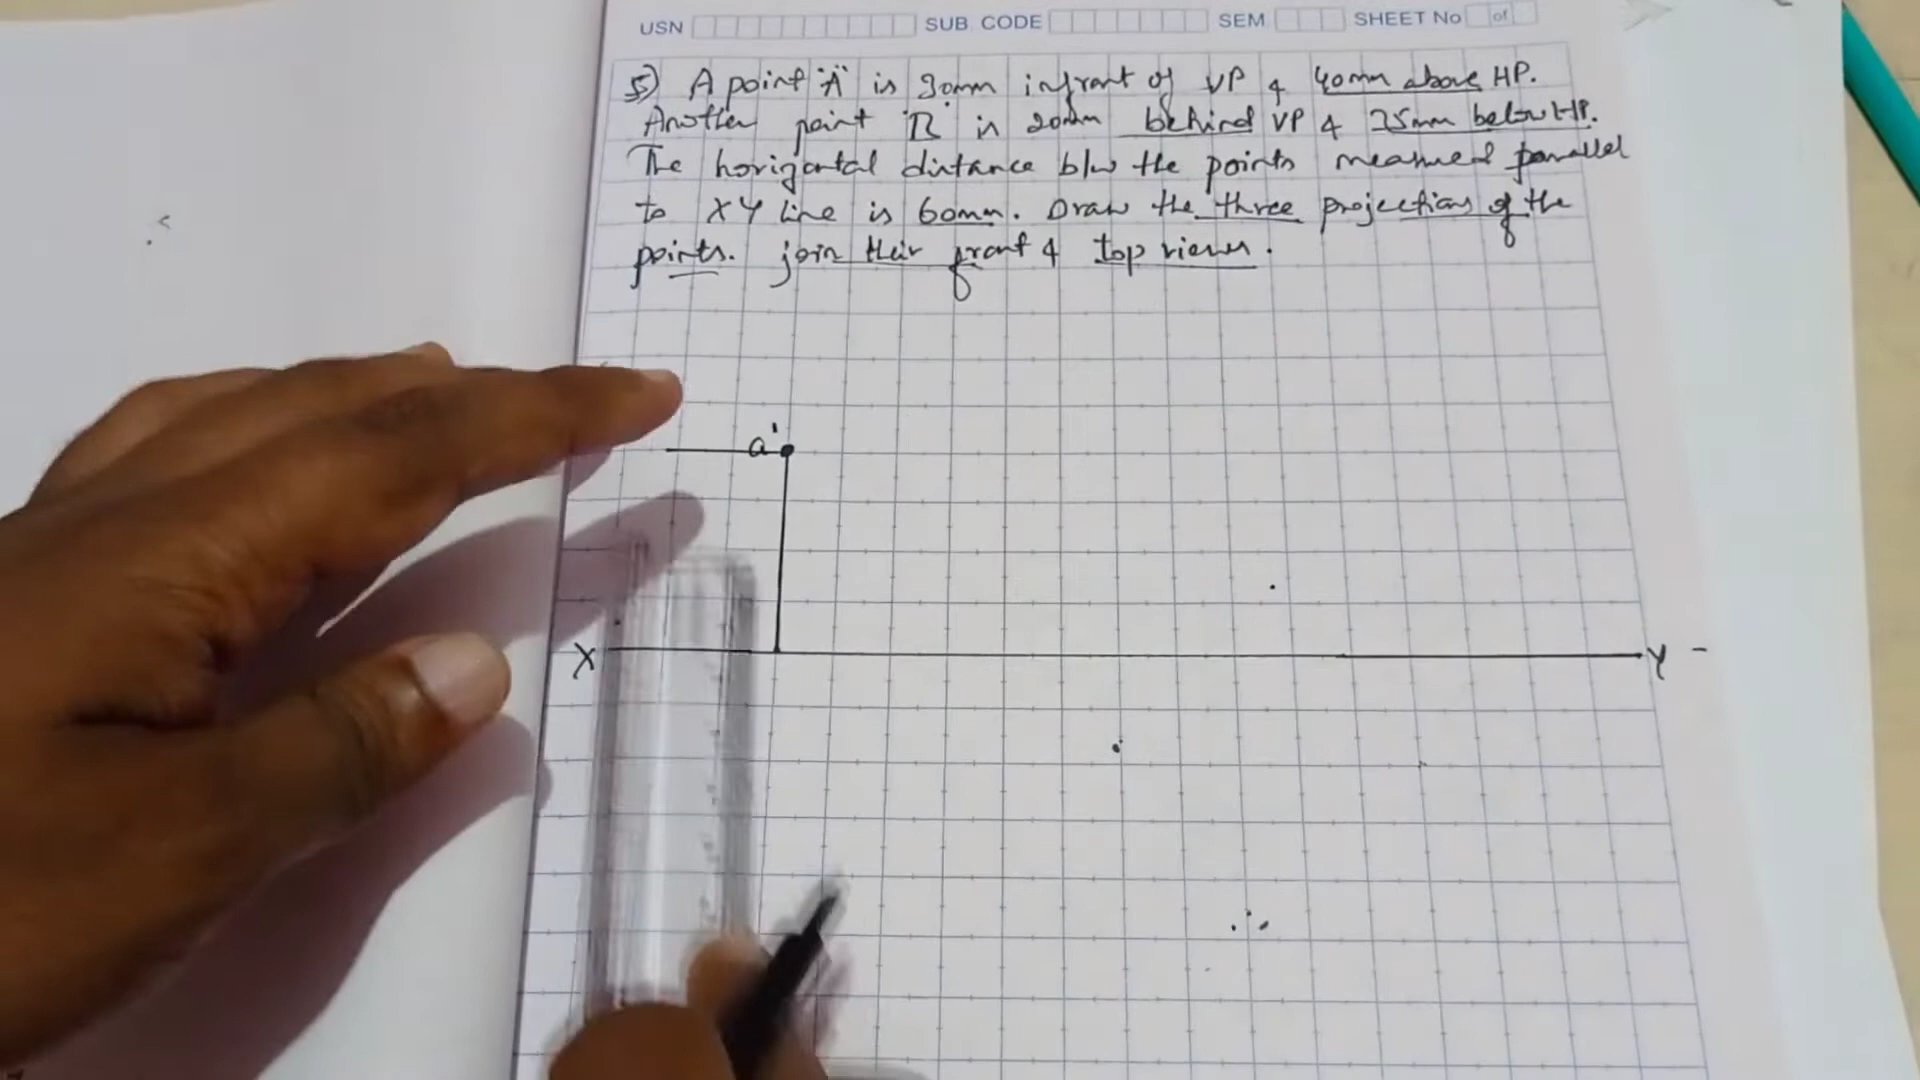 USN SUB CODE SEM SHEET No of
5) A point "A" is 30mm infront of VP & 40mm above HP.
Another point "B" is 20mm behind VP & 25mm below HP.
The horizontal distance b/w the points measured parallel
to XY line is 60mm. Draw the three projections of the
points. join their front & top views.
a'
X Y